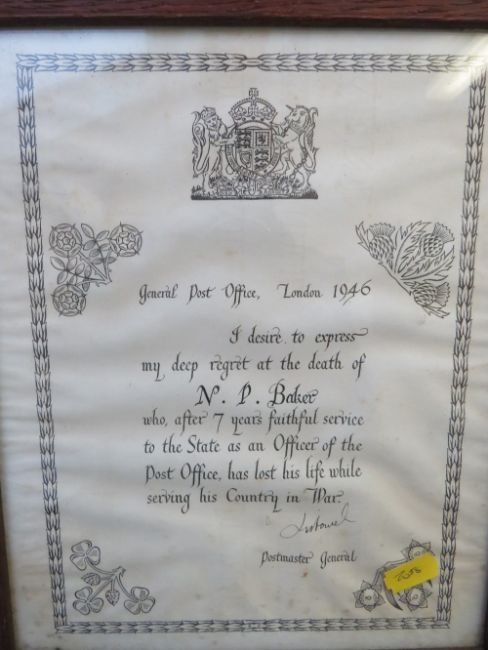 General Post Office, London 1946
I desire to express
my deep regret at the death of
N. P. Baker
who, after 7 years faithful service
to the State as an Officer of the
Post Office, has lost his life while
serving his Country in War.
Listowel
Postmaster General